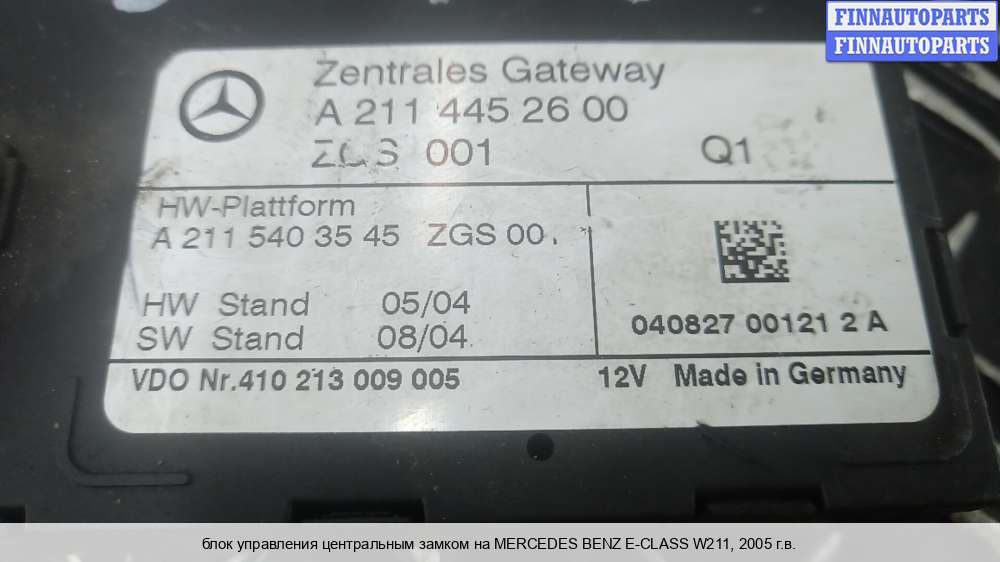 FINNAUTOPARTS
FINNAUTOPARTS
Zentrales Gateway
A 211 445 26 00
ZGS 001 Q1
HW-Plattform
A 211 540 35 45 ZGS 00.
HW Stand 05/04
SW Stand 08/04
040827 00121 2 A
VDO Nr.410 213 009 005 12V Made in Germany
блок управления центральным замком на MERCEDES BENZ E-CLASS W211, 2005 г.в.